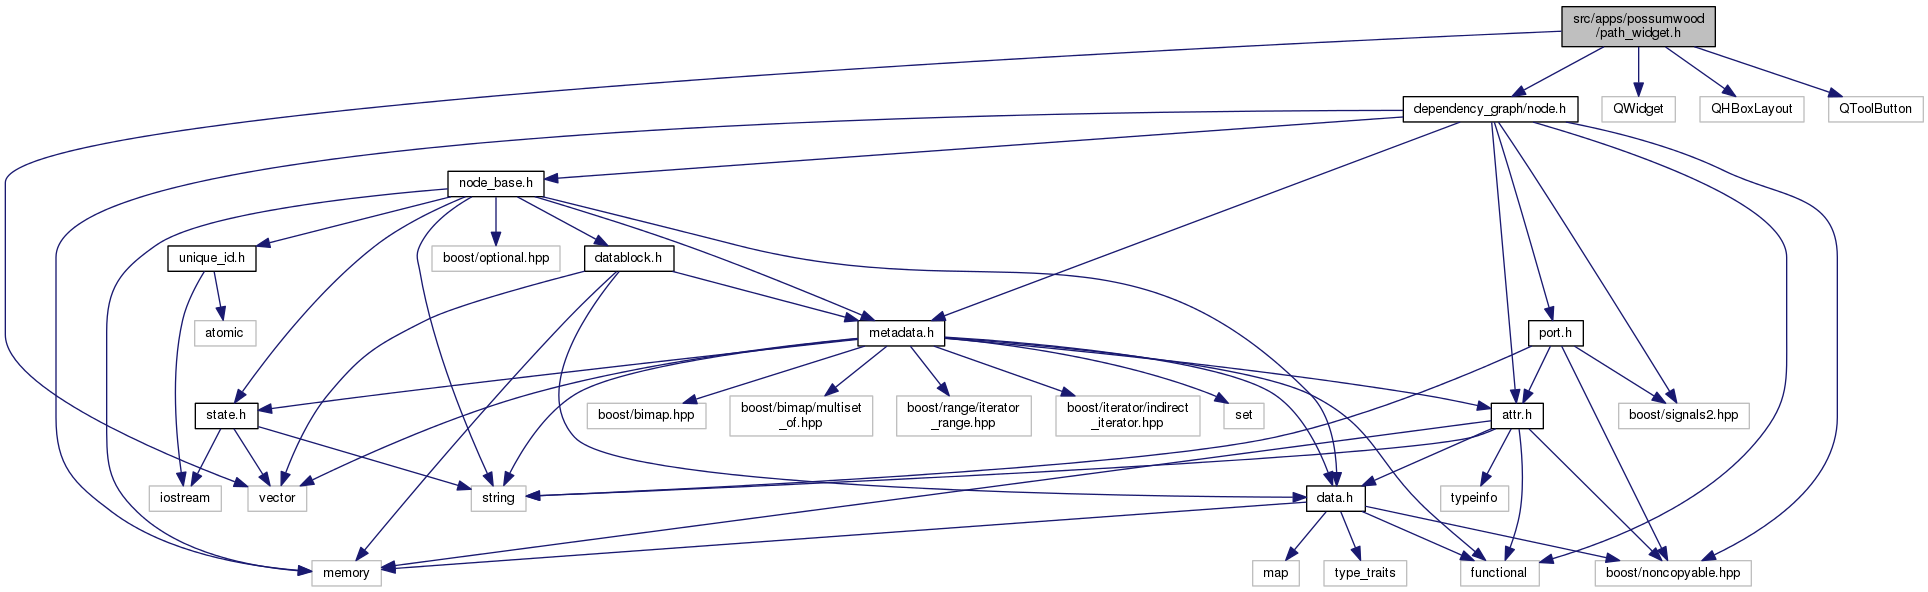 src/apps/possumwood
/path_widget.h
dependency_graph/node.h
QWidget
QHBoxLayout
QToolButton
node_base.h
unique_id.h
boost/optional.hpp
datablock.h
atomic
metadata.h
port.h
state.h
boost/bimap.hpp
boost/bimap/multiset
_of.hpp
boost/range/iterator
_range.hpp
boost/iterator/indirect
_iterator.hpp
set
attr.h
boost/signals2.hpp
iostream
vector
string
data.h
typeinfo
memory
map
type_traits
functional
boost/noncopyable.hpp